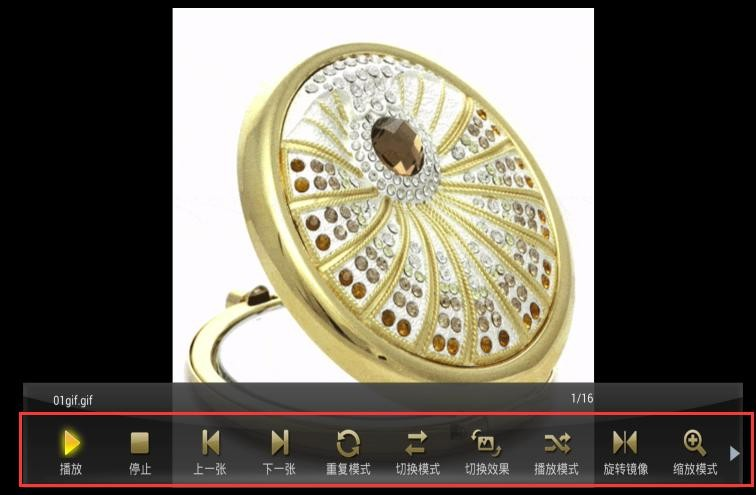 01gif.gif 1/16
播放 停止 上一张 下一张 重复模式 切换模式 切换效果 播放模式 旋转镜像 缩放模式